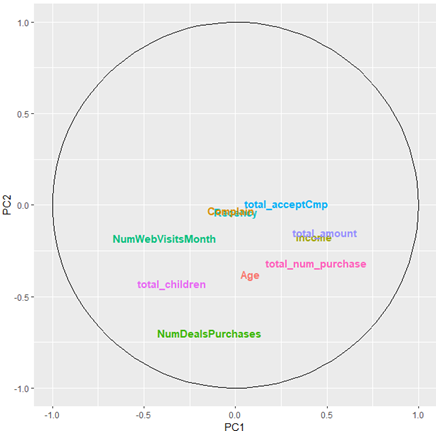 1.0
0.5
total_acceptCmp
0.0
Recency
total_amount
Income
NumWebVisitsMonth
total_num_purchase
Age
total_children
-0.5
NumDealsPurchases
-1.0
-1.0
-0.5
0.0
0.5
1.0
PC1
PC2